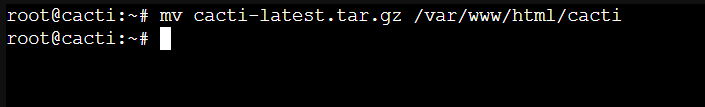 root@cacti:~# mv cacti-latest.tar.gz /var/www/html/cacti
root@cacti:~#